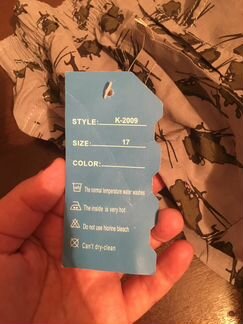 STYLE: K-2009
SIZE: 17
COLOR:
The normal temperature water washes
The inside is very hot
Do not use hiorine bleach
Can't dry-clean